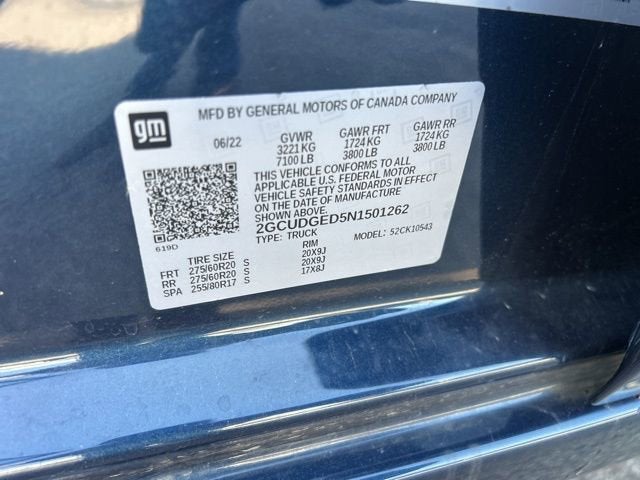 gm
MFD BY GENERAL MOTORS OF CANADA COMPANY
06/22 GVWR GAWR FRT GAWR RR
3221 KG 1724 KG 1724 KG
7100 LB 3800 LB 3800 LB
THIS VEHICLE CONFORMS TO ALL
APPLICABLE U.S. FEDERAL MOTOR
VEHICLE SAFETY STANDARDS IN EFFECT
ON THE DATE OF MANUFACTURE
SHOWN ABOVE.
2GCUDGED5N1501262
TYPE: TRUCK MODEL: 52CK10543
619D
RIM
FRT 275/60R20 S 20X9J
RR 275/60R20 S 20X9J
SPA 255/80R17 S 17X8J